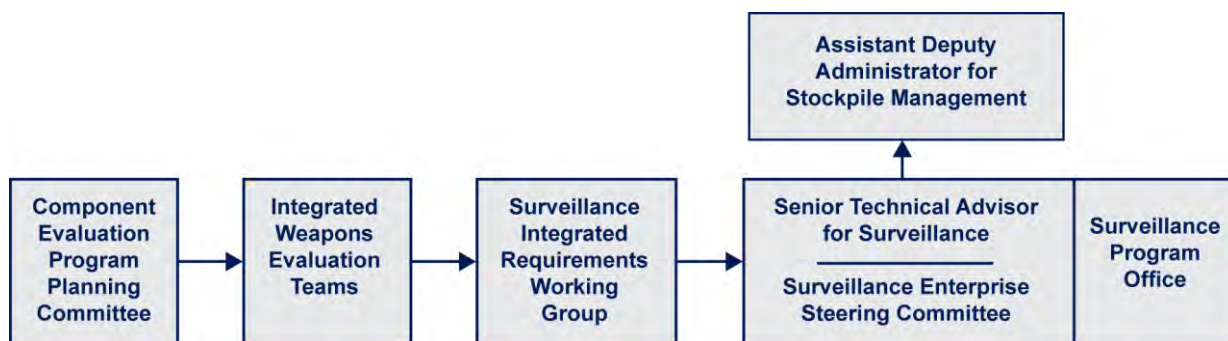 Assistant Deputy
Administrator for
Stockpile Management
Component
Evaluation
Program
Planning
Committee
Integrated
Weapons
Evaluation
Teams
Surveillance
Integrated
Requirements
Working
Group
Senior Technical Advisor
for Surveillance
Surveillance Enterprise
Steering Committee
Surveillance
Program
Office